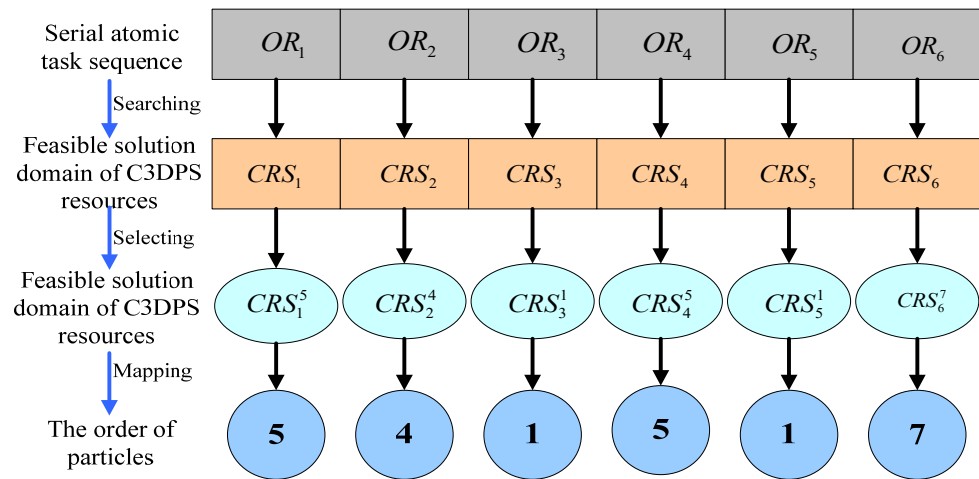 Serial atomic
task sequence
OR₁ OR₂ OR₃ OR₄ OR₅ OR₆
Searching
Feasible solution
domain of C3DPS
resources
CRS₁ CRS₂ CRS₃ CRS₄ CRS₅ CRS₆
Selecting
Feasible solution
domain of C3DPS
resources
CRS₁⁵ CRS₂⁴ CRS₃¹ CRS₄⁵ CRS₅¹ CRS₆⁷
Mapping
The order of
particles
5 4 1 5 1 7